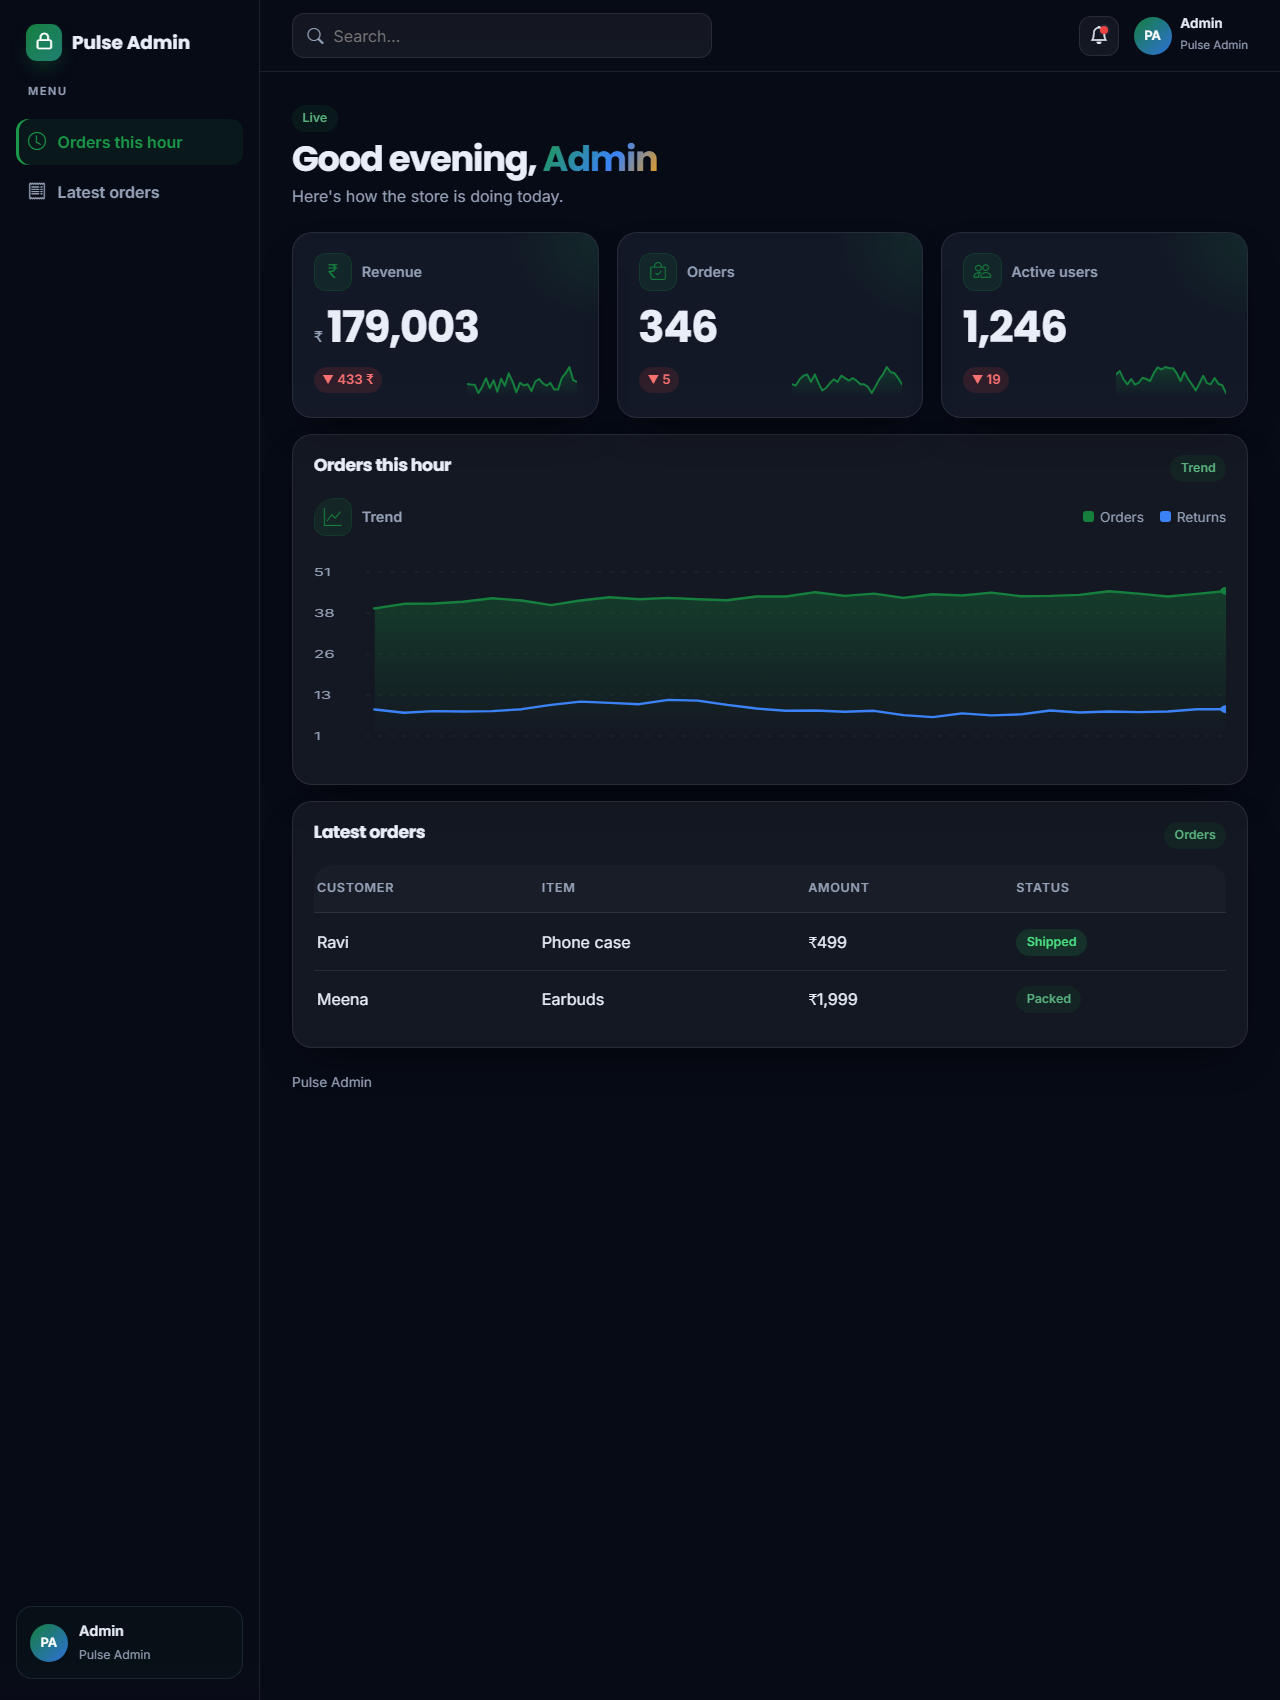 Pulse Admin
MENU
Orders this hour
Latest orders
Search...
PA
Admin
Pulse Admin
Live
Good evening, Admin
Here's how the store is doing today.
₹ Revenue
₹ 179,003
▼ 433 ₹
Orders
346
▼ 5
Active users
1,246
▼ 19
Orders this hour
Trend
Trend
Orders
Returns
51
38
26
13
1
Latest orders
Orders
CUSTOMER ITEM AMOUNT STATUS
Ravi Phone case ₹499 Shipped
Meena Earbuds ₹1,999 Packed
Pulse Admin
PA
Admin
Pulse Admin